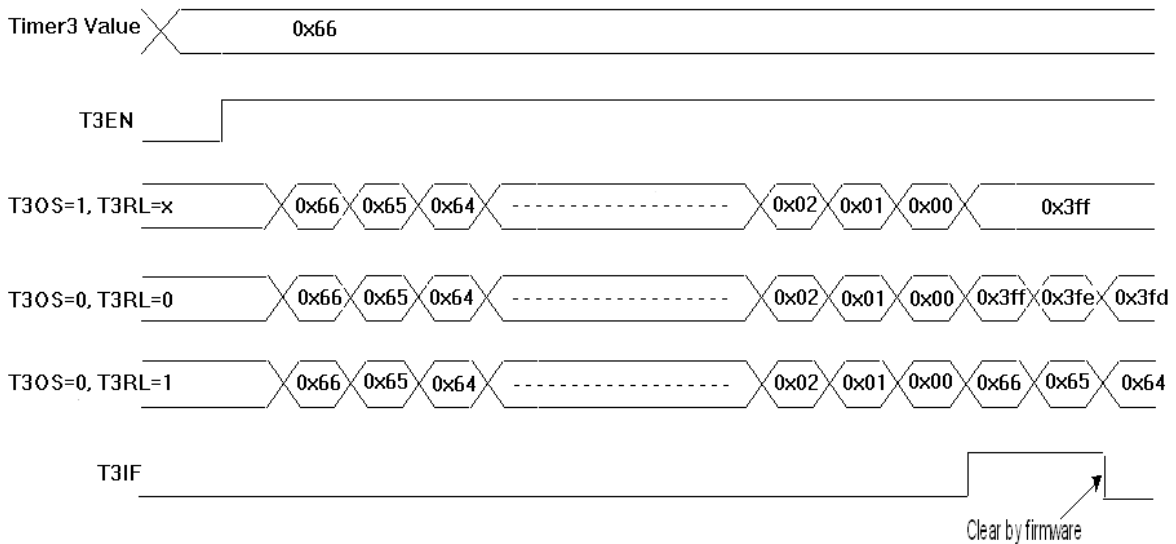 Timer3 Value 0x66
T3EN
T3OS=1, T3RL=x 0x66 0x65 0x64 0x02 0x01 0x00 0x3ff
T3OS=0, T3RL=0 0x66 0x65 0x64 0x02 0x01 0x00 0x3ff 0x3fe 0x3fd
T3OS=0, T3RL=1 0x66 0x65 0x64 0x02 0x01 0x00 0x66 0x65 0x64
T3IF
Clear by firmware